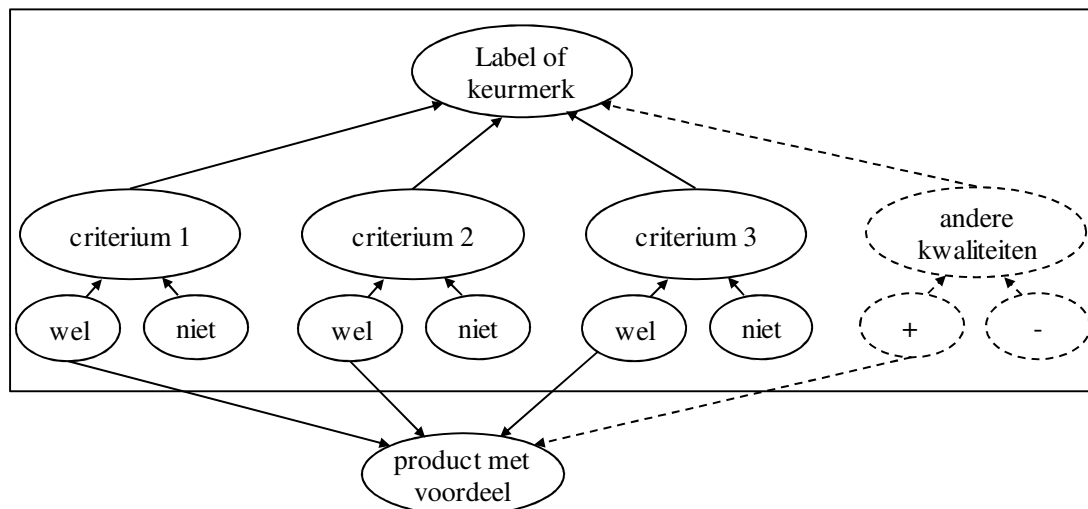 Label of
keurmerk
criterium 1
criterium 2
criterium 3
andere
kwaliteiten
wel
niet
wel
niet
wel
niet
+
-
product met
voordeel